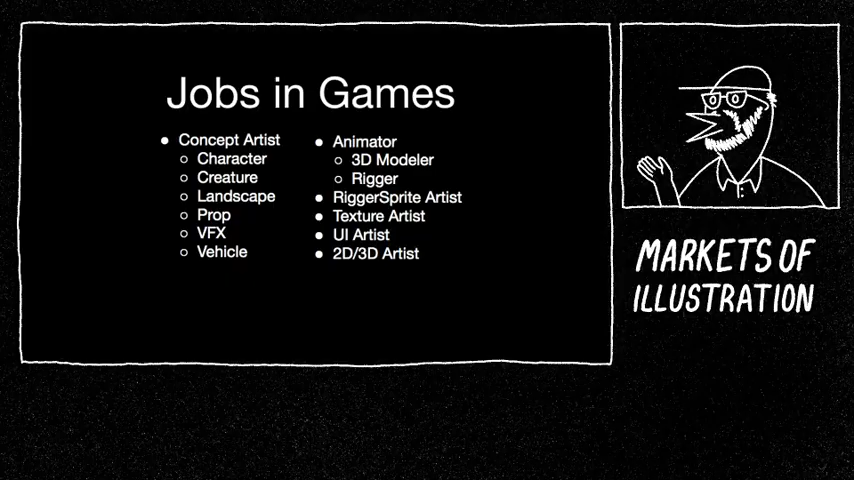 Jobs in Games
• Concept Artist
○ Character
○ Creature
○ Landscape
○ Prop
○ VFX
○ Vehicle
• Animator
○ 3D Modeler
○ Rigger
• RiggerSprite Artist
• Texture Artist
• UI Artist
• 2D/3D Artist
MARKETS OF
ILLUSTRATION